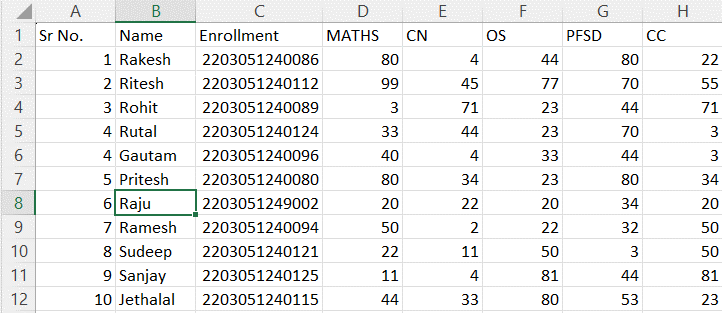 A B C D E F G H
1 Sr No. Name Enrollment MATHS CN OS PFSD CC
2 1 Rakesh 2203051240086 80 4 44 80 22
3 2 Ritesh 2203051240112 99 45 77 70 55
4 3 Rohit 2203051240089 3 71 23 44 71
5 4 Rutal 2203051240124 33 44 23 70 3
6 4 Gautam 2203051240096 40 4 33 44 3
7 5 Pritesh 2203051240080 80 34 23 80 34
8 6 Raju 2203051249002 20 22 20 34 20
9 7 Ramesh 2203051240094 50 2 22 32 50
10 8 Sudeep 2203051240121 22 11 50 3 50
11 9 Sanjay 2203051240125 11 4 81 44 81
12 10 Jethalal 2203051240115 44 33 80 53 23